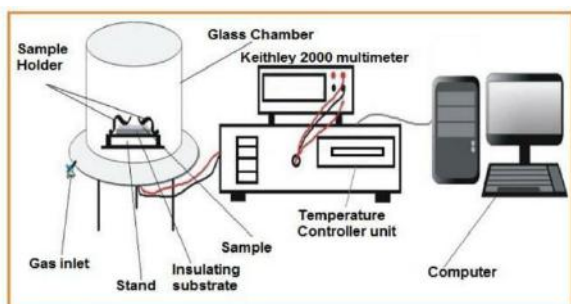 Glass Chamber
Sample
Holder
Keithley 2000 multimeter
Temperature
Controller unit
Sample
Gas inlet
Stand
Insulating
substrate
Computer